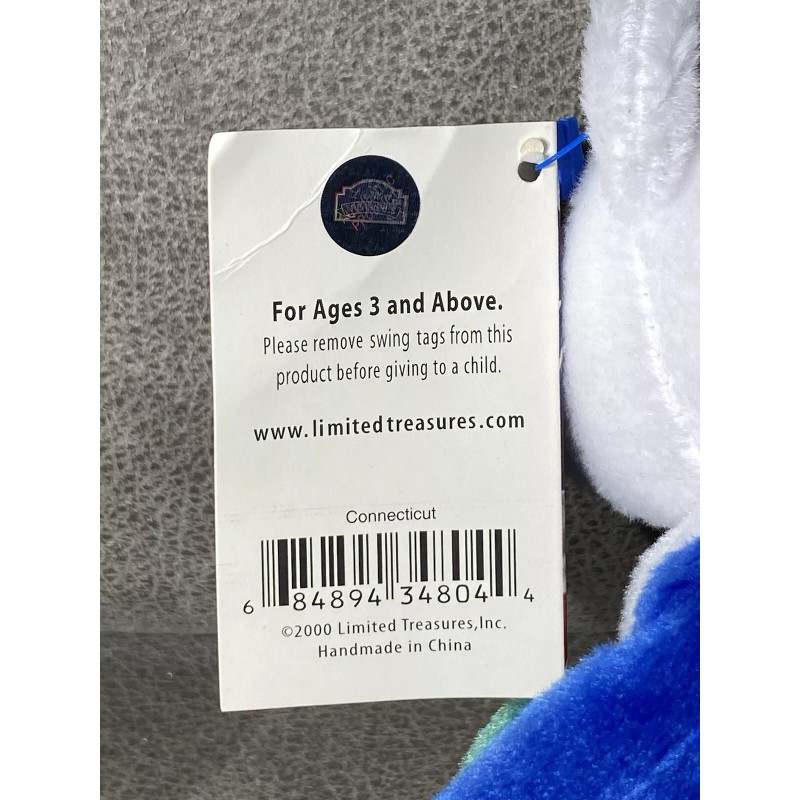 For Ages 3 and Above.
Please remove swing tags from this
product before giving to a child.
www.limitedtreasures.com
Connecticut
6 84894 34804 4
©2000 Limited Treasures,Inc.
Handmade in China